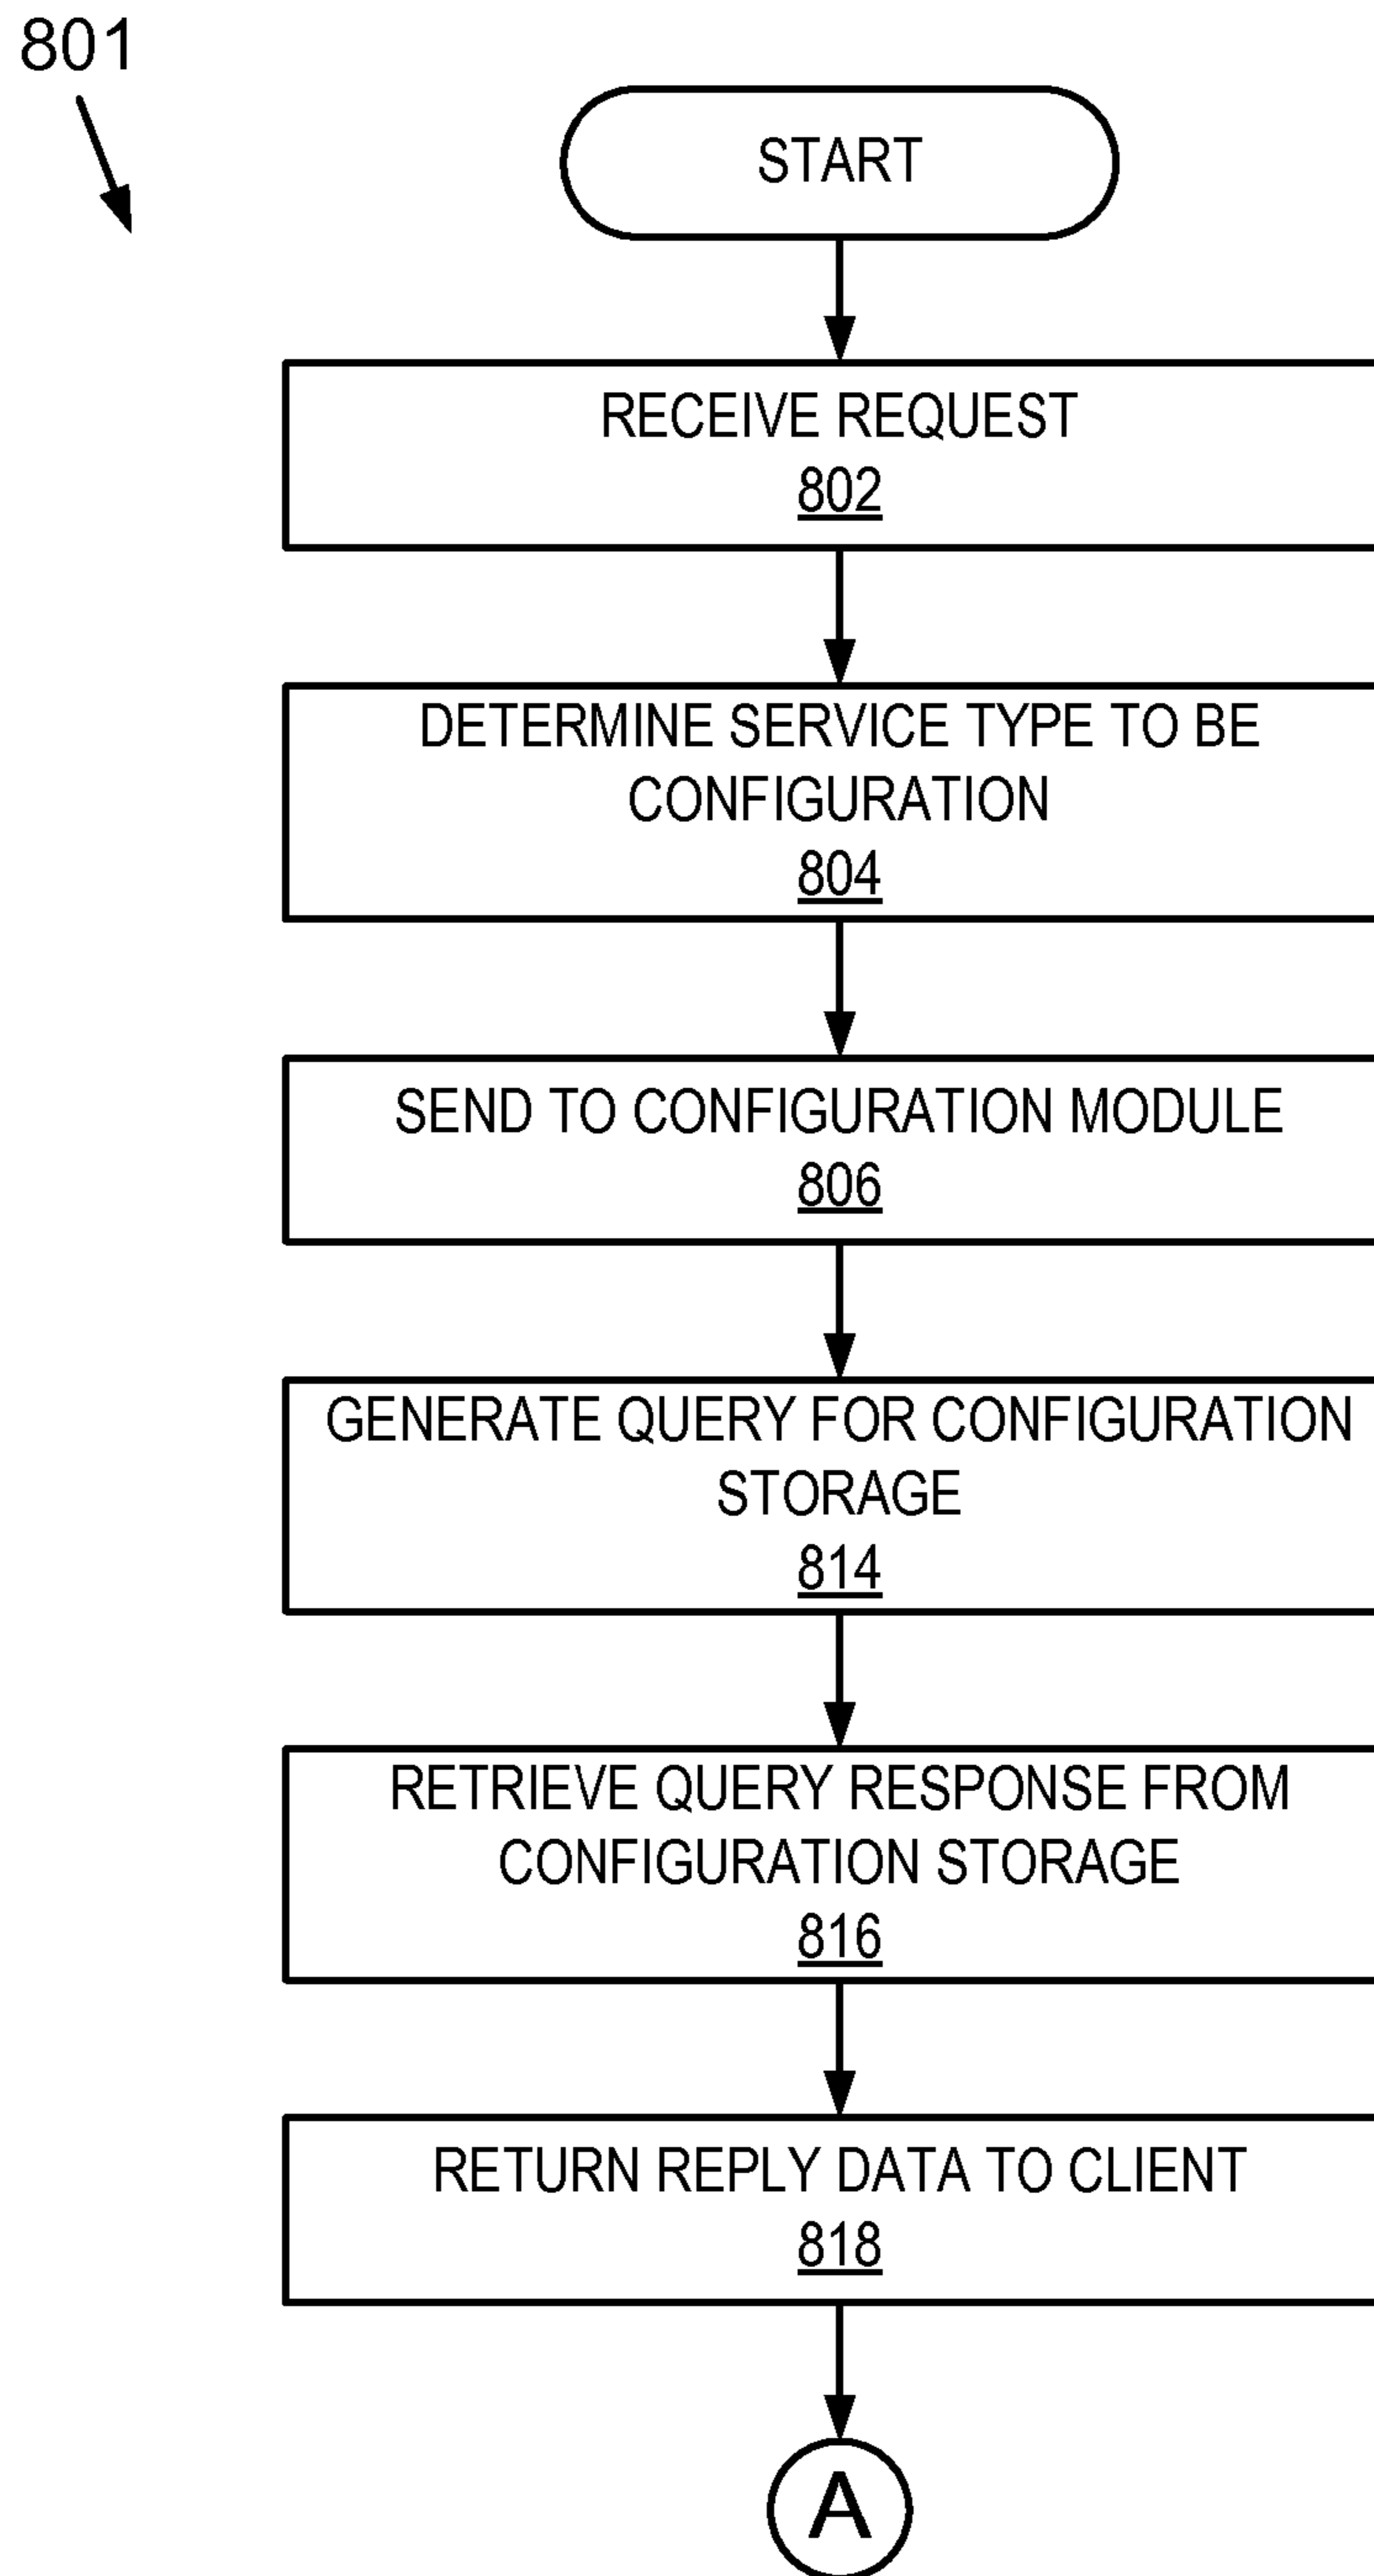 801
START
RECEIVE REQUEST
802
DETERMINE SERVICE TYPE TO BE
CONFIGURATION
804
SEND TO CONFIGURATION MODULE
806
GENERATE QUERY FOR CONFIGURATION
STORAGE
814
RETRIEVE QUERY RESPONSE FROM
CONFIGURATION STORAGE
816
RETURN REPLY DATA TO CLIENT
818
A